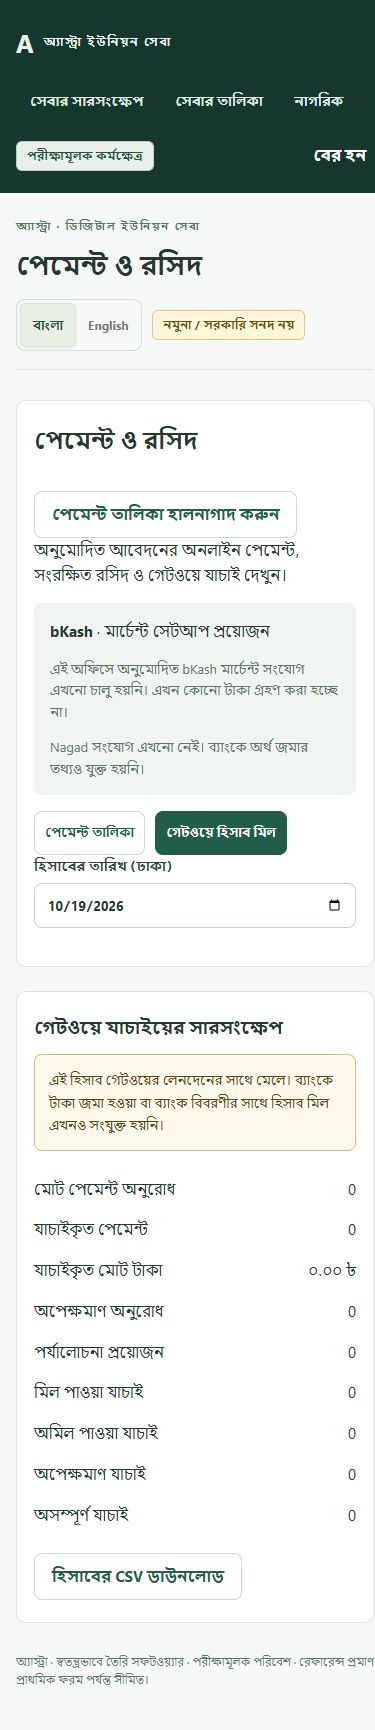 A অ্যাস্ট্রা ইউনিয়ন সেবা
সেবার সারসংক্ষেপ সেবার তালিকা নাগরিক
পরীক্ষামূলক কর্মক্ষেত্র বের হন
অ্যাস্ট্রা · ডিজিটাল ইউনিয়ন সেবা
পেমেন্ট ও রসিদ
বাংলা English নমুনা / সরকারি সনদ নয়
পেমেন্ট ও রসিদ
পেমেন্ট তালিকা হালনাগাদ করুন
অনুমোদিত আবেদনের অনলাইন পেমেন্ট,
সংরক্ষিত রসিদ ও গেটওয়ে যাচাই দেখুন।
bKash · মার্চেন্ট সেটআপ প্রয়োজন
এই অফিসে অনুমোদিত bKash মার্চেন্ট সংযোগ
এখনো চালু হয়নি। এখন কোনো টাকা গ্রহণ করা হচ্ছে
না।
Nagad সংযোগ এখনো নেই। ব্যাংকে অর্থ জমার
তথ্যও যুক্ত হয়নি।
পেমেন্ট তালিকা গেটওয়ে হিসাব মিল
হিসাবের তারিখ (ঢাকা)
10/19/2026
গেটওয়ে যাচাইয়ের সারসংক্ষেপ
এই হিসাব গেটওয়ের লেনদেনের সাথে মেলে। ব্যাংকে
টাকা জমা হওয়া বা ব্যাংক বিবরণীর সাথে হিসাব মিল
এখনও সংযুক্ত হয়নি।
মোট পেমেন্ট অনুরোধ 0
যাচাইকৃত পেমেন্ট 0
যাচাইকৃত মোট টাকা ০.০০ ৳
অপেক্ষমাণ অনুরোধ 0
পর্যালোচনা প্রয়োজন 0
মিল পাওয়া যাচাই 0
অমিল পাওয়া যাচাই 0
অপেক্ষমাণ যাচাই 0
অসম্পূর্ণ যাচাই 0
হিসাবের CSV ডাউনলোড
অ্যাস্ট্রা · স্বতন্ত্রভাবে তৈরি সফটওয়্যার · পরীক্ষামূলক পরিবেশ · রেফারেন্স প্রমাণ
প্রাথমিক ফরম পর্যন্ত সীমিত।